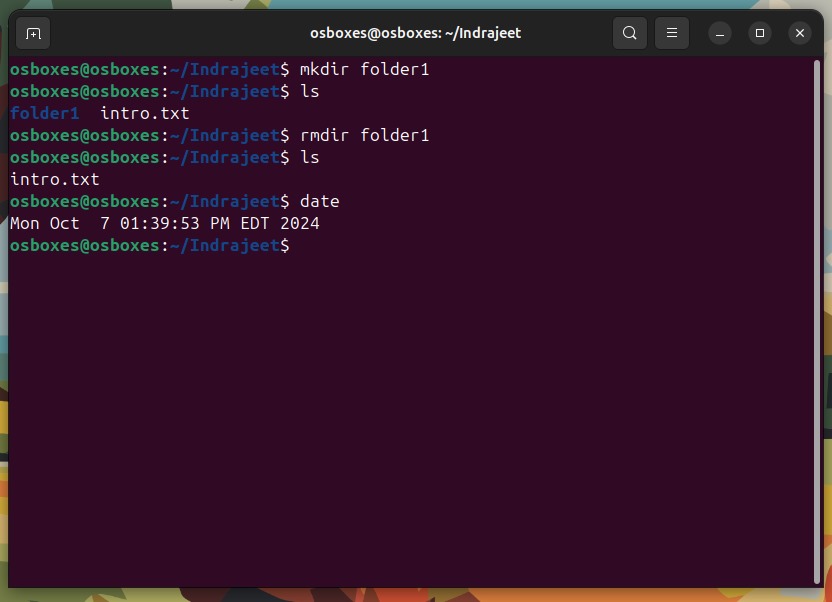 osboxes@osboxes: ~/Indrajeet
osboxes@osboxes:~/Indrajeet$ mkdir folder1
osboxes@osboxes:~/Indrajeet$ ls
folder1  intro.txt
osboxes@osboxes:~/Indrajeet$ rmdir folder1
osboxes@osboxes:~/Indrajeet$ ls
intro.txt
osboxes@osboxes:~/Indrajeet$ date
Mon Oct  7 01:39:53 PM EDT 2024
osboxes@osboxes:~/Indrajeet$